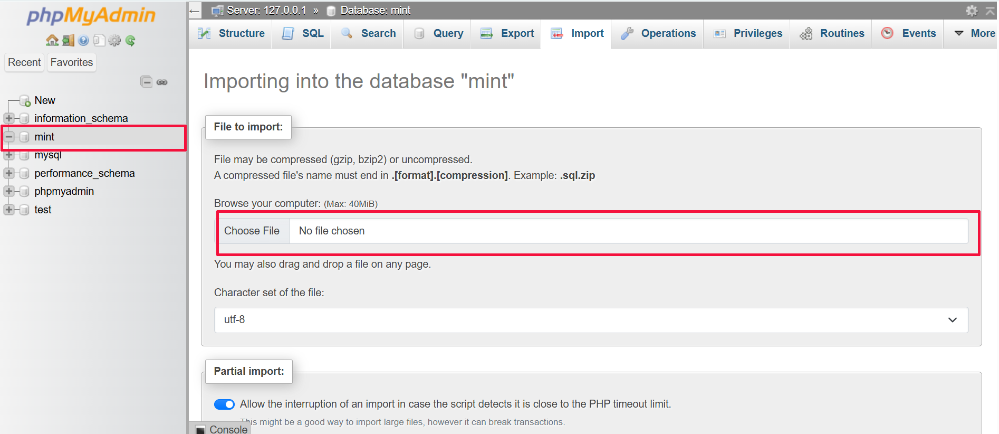 phpMyAdmin
Recent Favorites
New
information_schema
mint
mysql
performance_schema
phpmyadmin
test
Server: 127.0.0.1 » Database: mint
Structure SQL Search Query Export Import Operations Privileges Routines Events More
Importing into the database "mint"
File to import:
File may be compressed (gzip, bzip2) or uncompressed.
A compressed file's name must end in .[format].[compression]. Example: .sql.zip
Browse your computer: (Max: 40MiB)
Choose File No file chosen
You may also drag and drop a file on any page.
Character set of the file:
utf-8
Partial import:
Allow the interruption of an import in case the script detects it is close to the PHP timeout limit.
This might be a good way to import large files, however it can break transactions.
Console